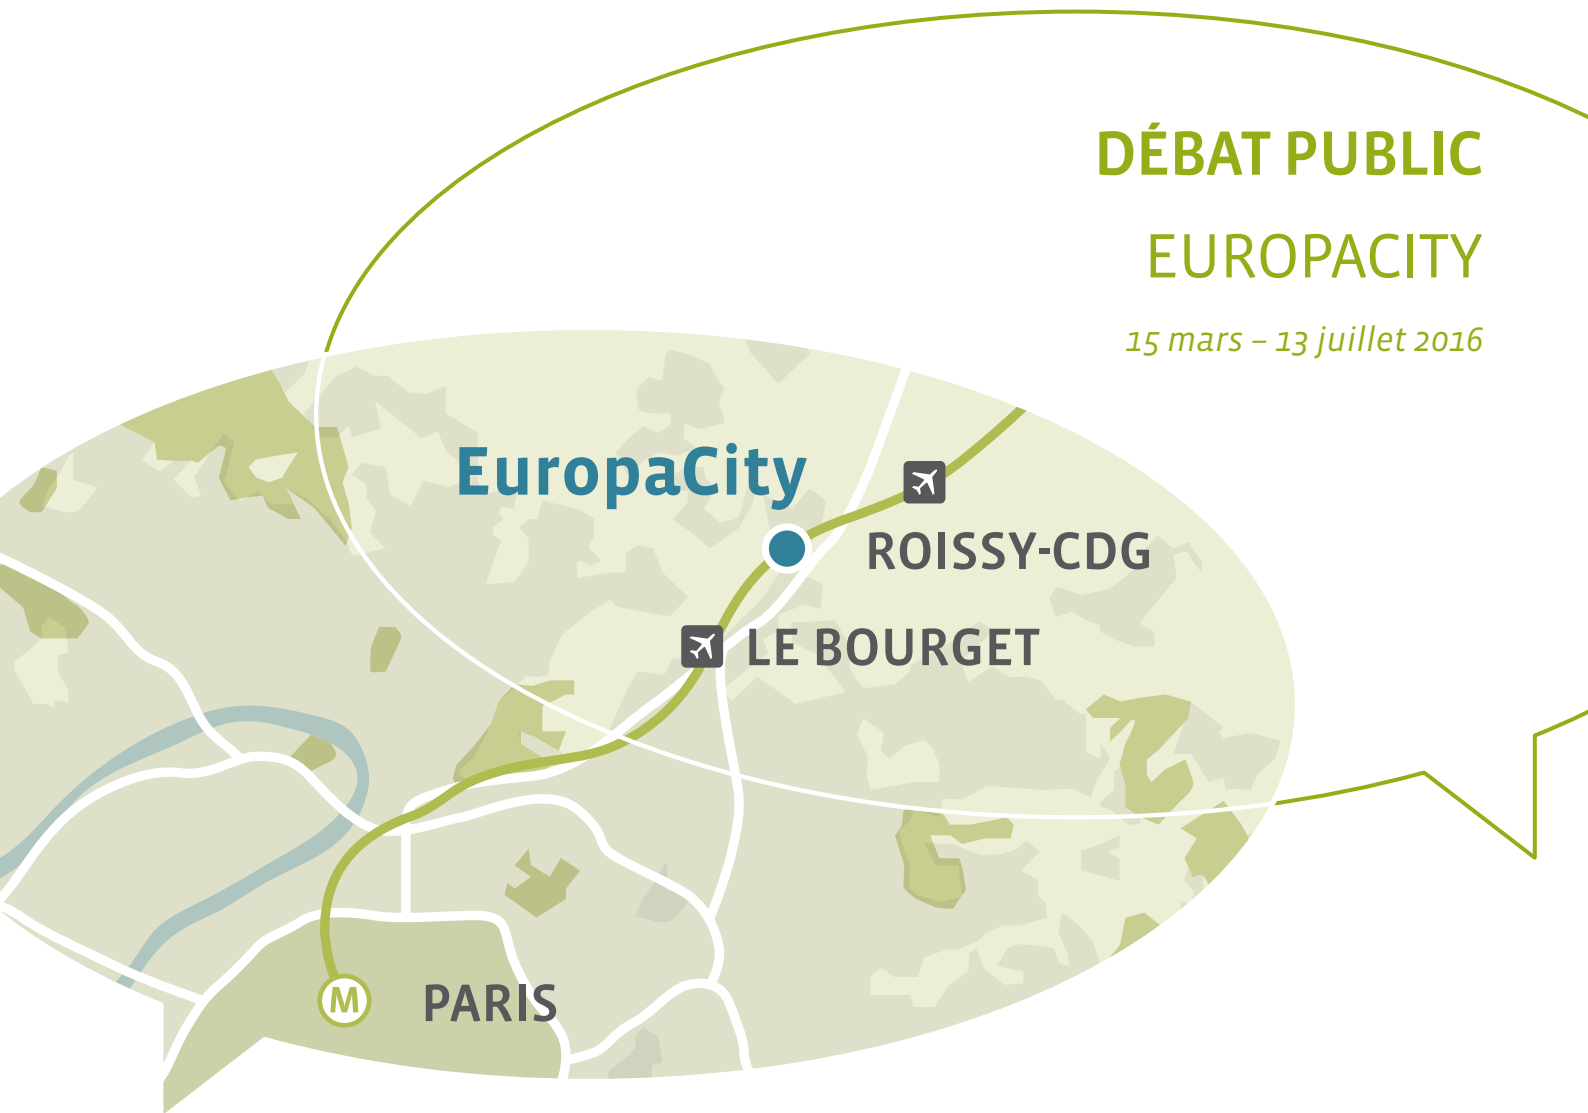 DÉBAT PUBLIC
EUROPACITY
15 mars – 13 juillet 2016
EuropaCity
ROISSY-CDG
LE BOURGET
M
PARIS